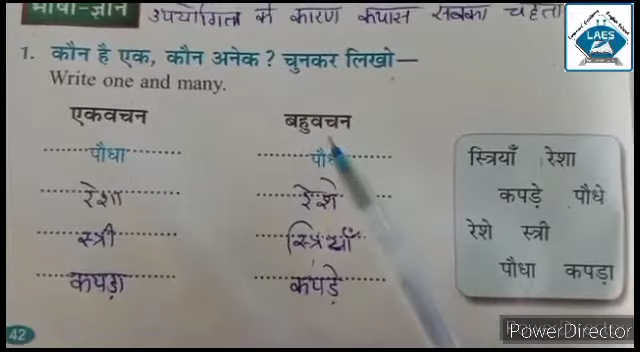 भाषा-ज्ञान
उपयोगिता के कारण कपास सबका चहेता
LAES
1. कौन है एक, कौन अनेक ? चुनकर लिखो—
Write one and many.
एकवचन बहुवचन
पौधा
रेशा रेशे
स्त्री स्त्रियाँ
कपड़ा कपड़े
स्त्रियाँ रेशा
कपड़े पौधे
रेशे स्त्री
पौधा कपड़ा
42
PowerDirector